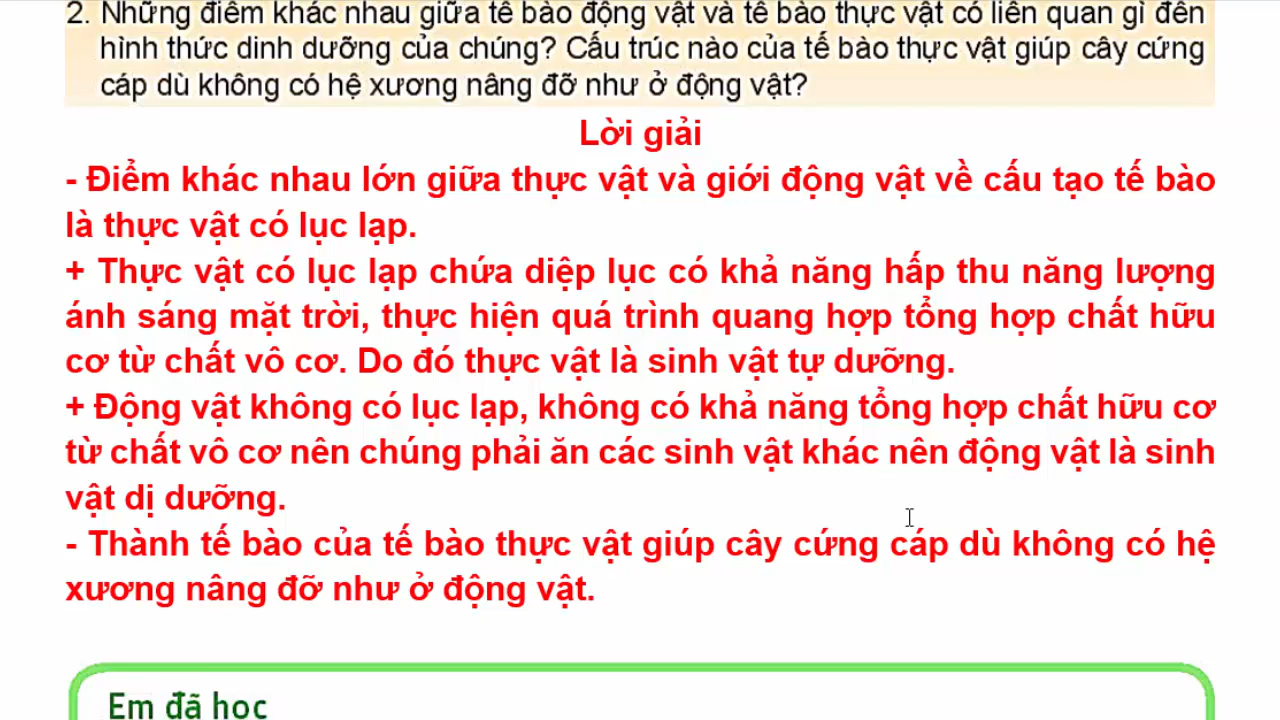 2. Những điểm khác nhau giữa tế bào động vật và tế bào thực vật có liên quan gì đến
hình thức dinh dưỡng của chúng? Cấu trúc nào của tế bào thực vật giúp cây cứng
cáp dù không có hệ xương nâng đỡ như ở động vật?
Lời giải
- Điểm khác nhau lớn giữa thực vật và giới động vật về cấu tạo tế bào
là thực vật có lục lạp.
+ Thực vật có lục lạp chứa diệp lục có khả năng hấp thu năng lượng
ánh sáng mặt trời, thực hiện quá trình quang hợp tổng hợp chất hữu
cơ từ chất vô cơ. Do đó thực vật là sinh vật tự dưỡng.
+ Động vật không có lục lạp, không có khả năng tổng hợp chất hữu cơ
từ chất vô cơ nên chúng phải ăn các sinh vật khác nên động vật là sinh
vật dị dưỡng.
- Thành tế bào của tế bào thực vật giúp cây cứng cáp dù không có hệ
xương nâng đỡ như ở động vật.
Em đã học